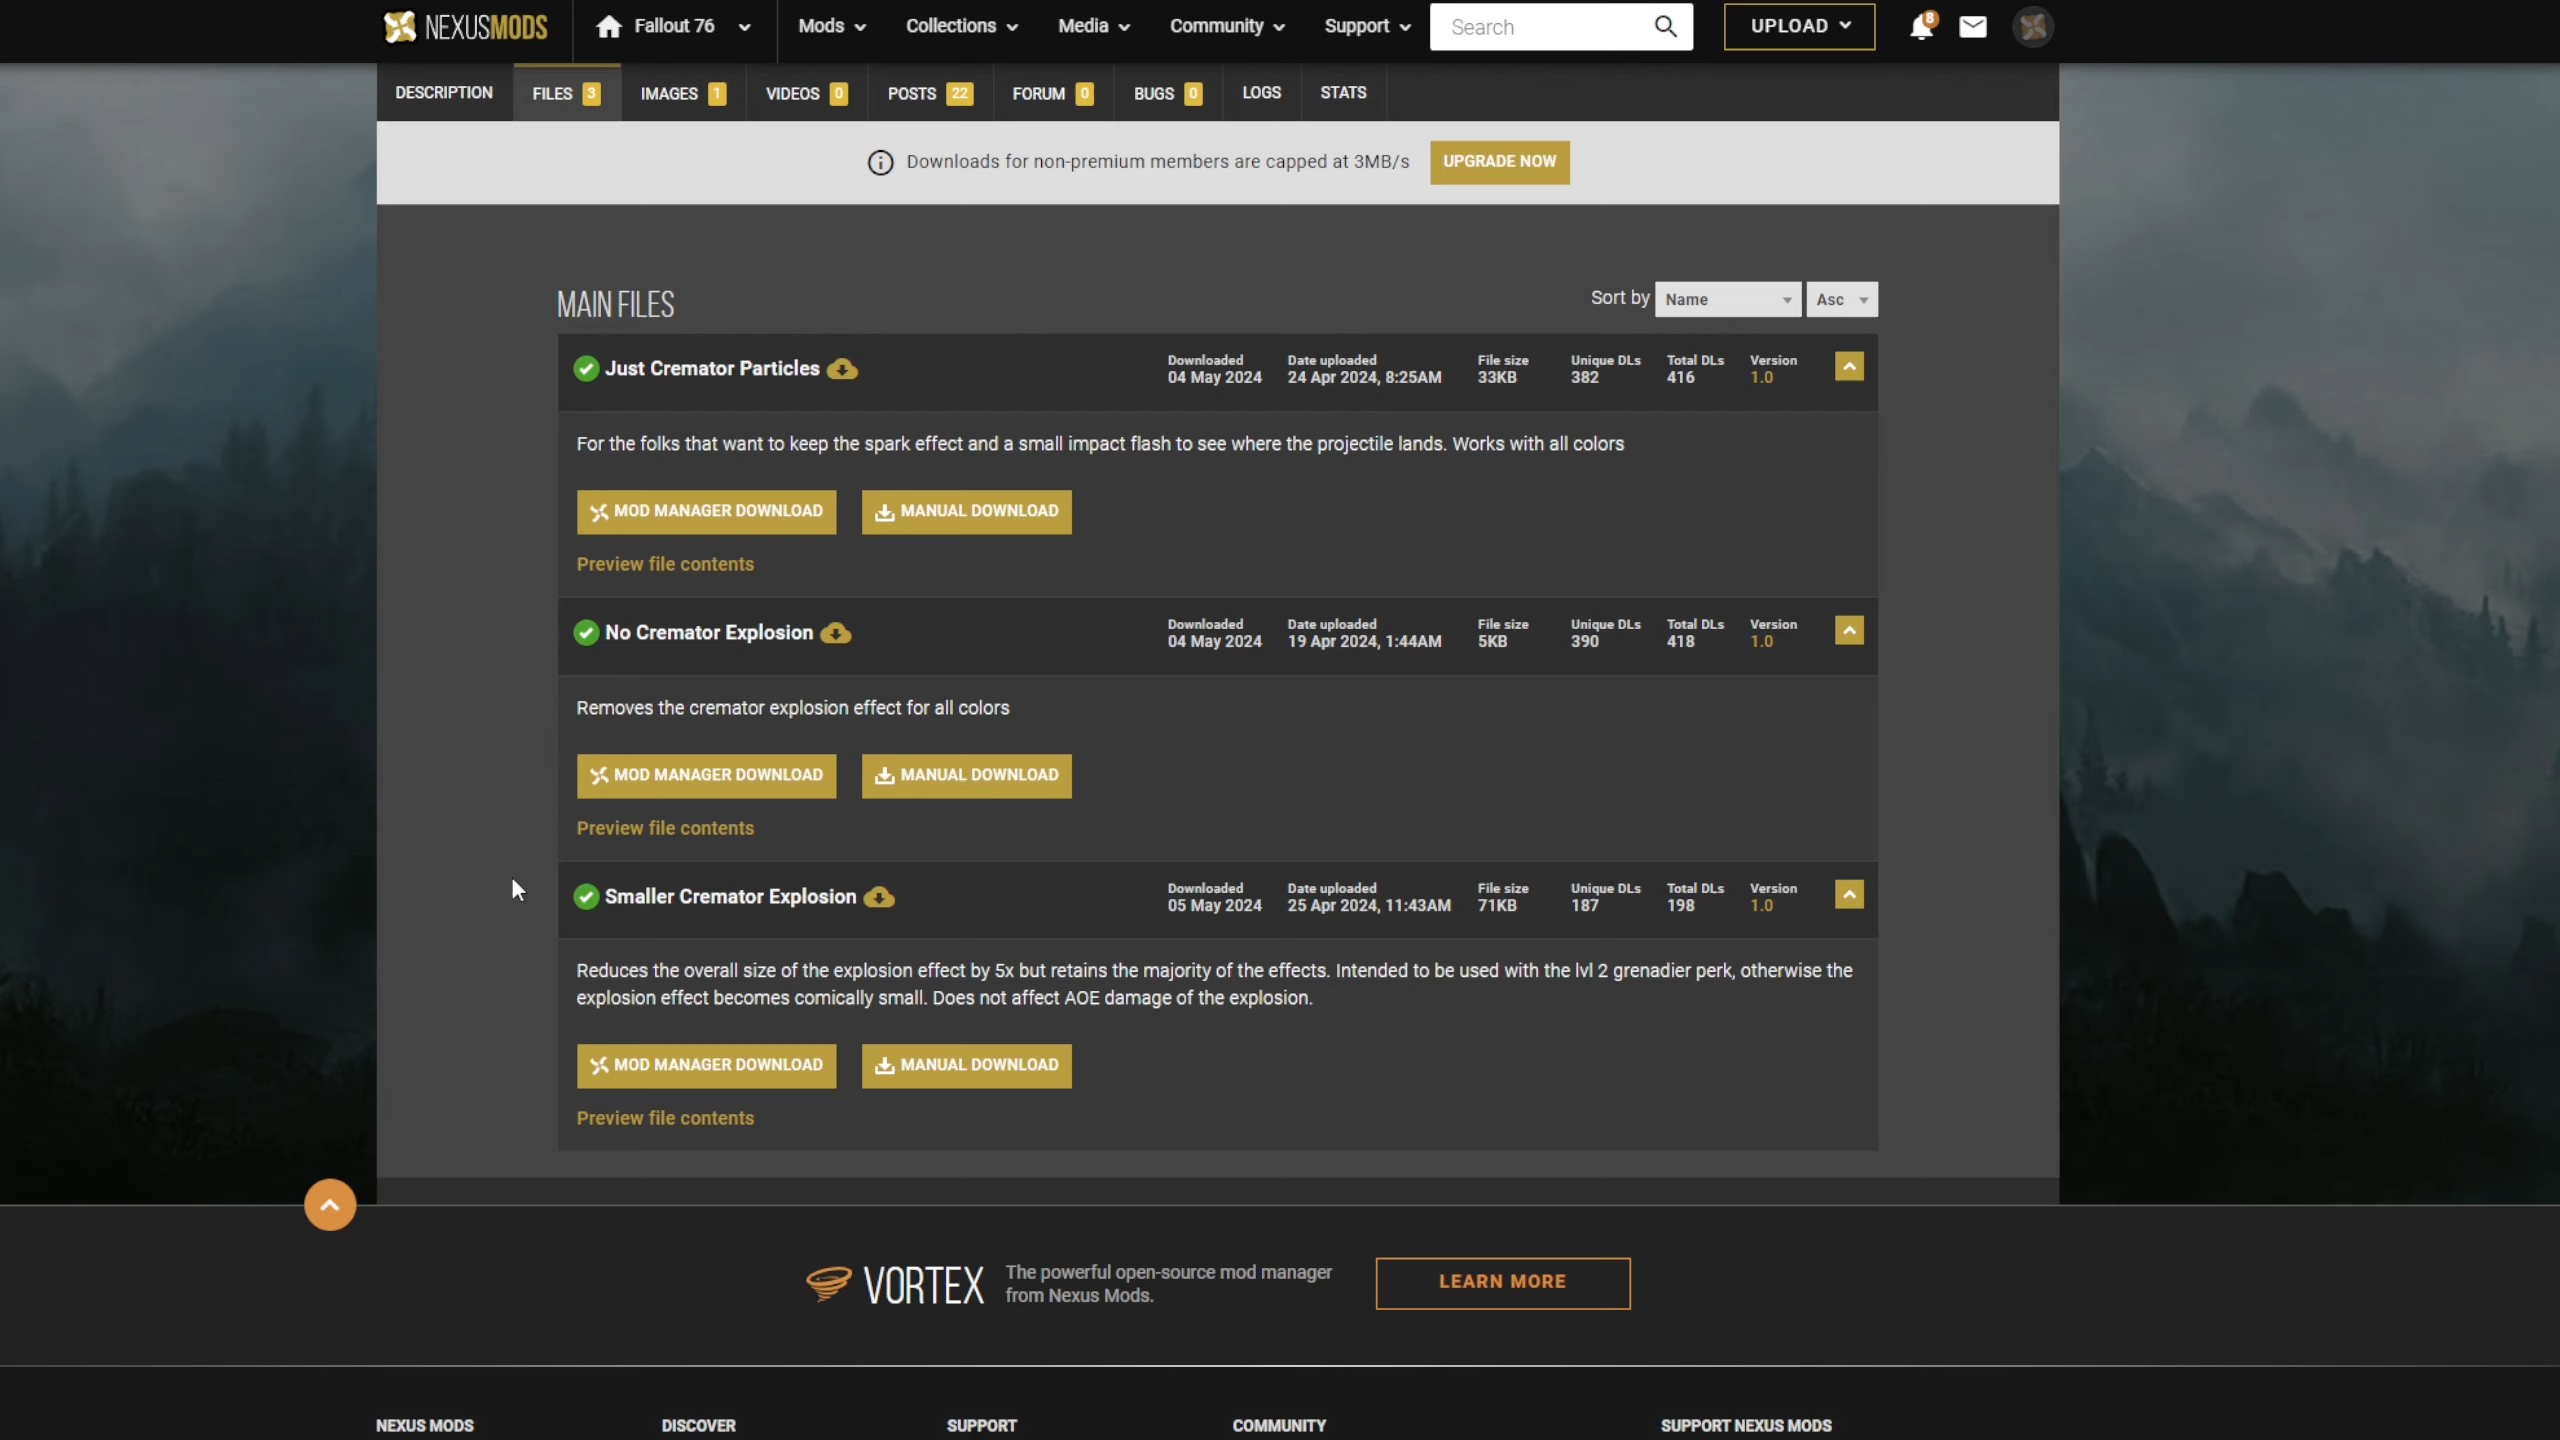 NEXUSMODS Fallout 76 Mods Collections Media Community Support Search UPLOAD 8
DESCRIPTION FILES 3 IMAGES 1 VIDEOS 0 POSTS 22 FORUM 0 BUGS 0 LOGS STATS
Downloads for non-premium members are capped at 3MB/s UPGRADE NOW
MAIN FILES Sort by Name Asc
Just Cremator Particles
Downloaded Date uploaded File size Unique DLs Total DLs Version
04 May 2024 24 Apr 2024, 8:25AM 33KB 382 416 1.0
For the folks that want to keep the spark effect and a small impact flash to see where the projectile lands. Works with all colors
MOD MANAGER DOWNLOAD MANUAL DOWNLOAD
Preview file contents
No Cremator Explosion
Downloaded Date uploaded File size Unique DLs Total DLs Version
04 May 2024 19 Apr 2024, 1:44AM 5KB 390 418 1.0
Removes the cremator explosion effect for all colors
MOD MANAGER DOWNLOAD MANUAL DOWNLOAD
Preview file contents
Smaller Cremator Explosion
Downloaded Date uploaded File size Unique DLs Total DLs Version
05 May 2024 25 Apr 2024, 11:43AM 71KB 187 198 1.0
Reduces the overall size of the explosion effect by 5x but retains the majority of the effects. Intended to be used with the lvl 2 grenadier perk, otherwise the
explosion effect becomes comically small. Does not affect AOE damage of the explosion.
MOD MANAGER DOWNLOAD MANUAL DOWNLOAD
Preview file contents
VORTEX
The powerful open-source mod manager
from Nexus Mods.
LEARN MORE
NEXUS MODS DISCOVER SUPPORT COMMUNITY SUPPORT NEXUS MODS